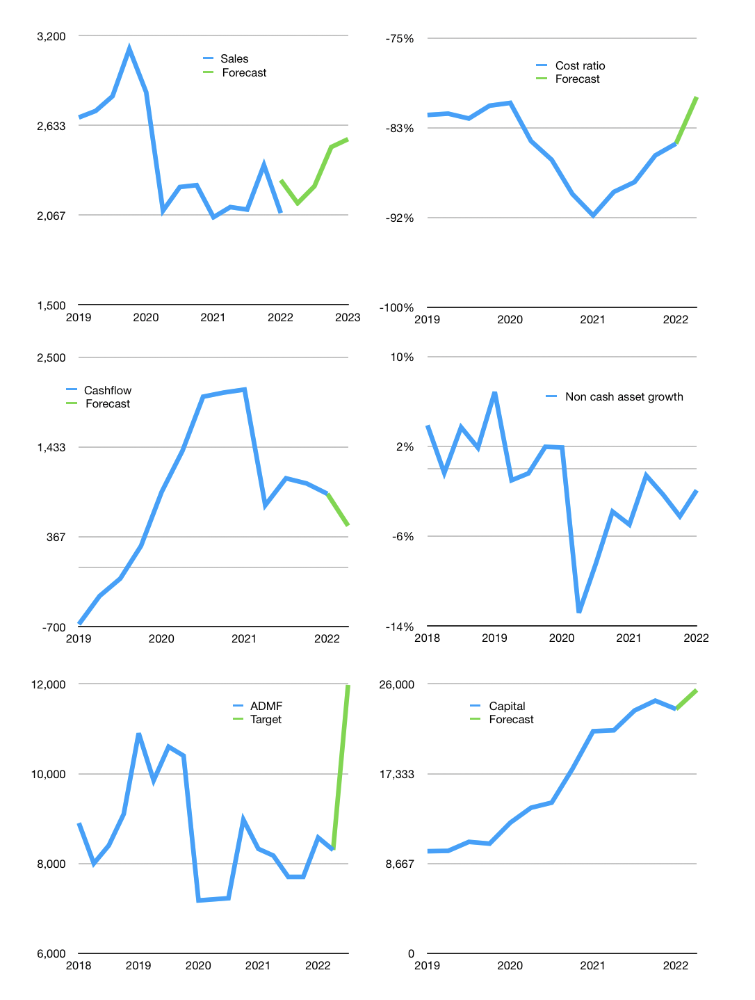 3,200
Sales
Forecast
2,633
2,067
1,500
2019 2020 2021 2022 2023
-75%
Cost ratio
Forecast
-83%
-92%
-100%
2019 2020 2021 2022
2,500
Cashflow
Forecast
1,433
367
-700
2019 2020 2021 2022
10%
Non cash asset growth
2%
-6%
-14%
2018 2019 2020 2021 2022
12,000
ADMF
Target
10,000
8,000
6,000
2018 2019 2020 2021 2022
26,000
Capital
Forecast
17,333
8,667
0
2019 2020 2021 2022